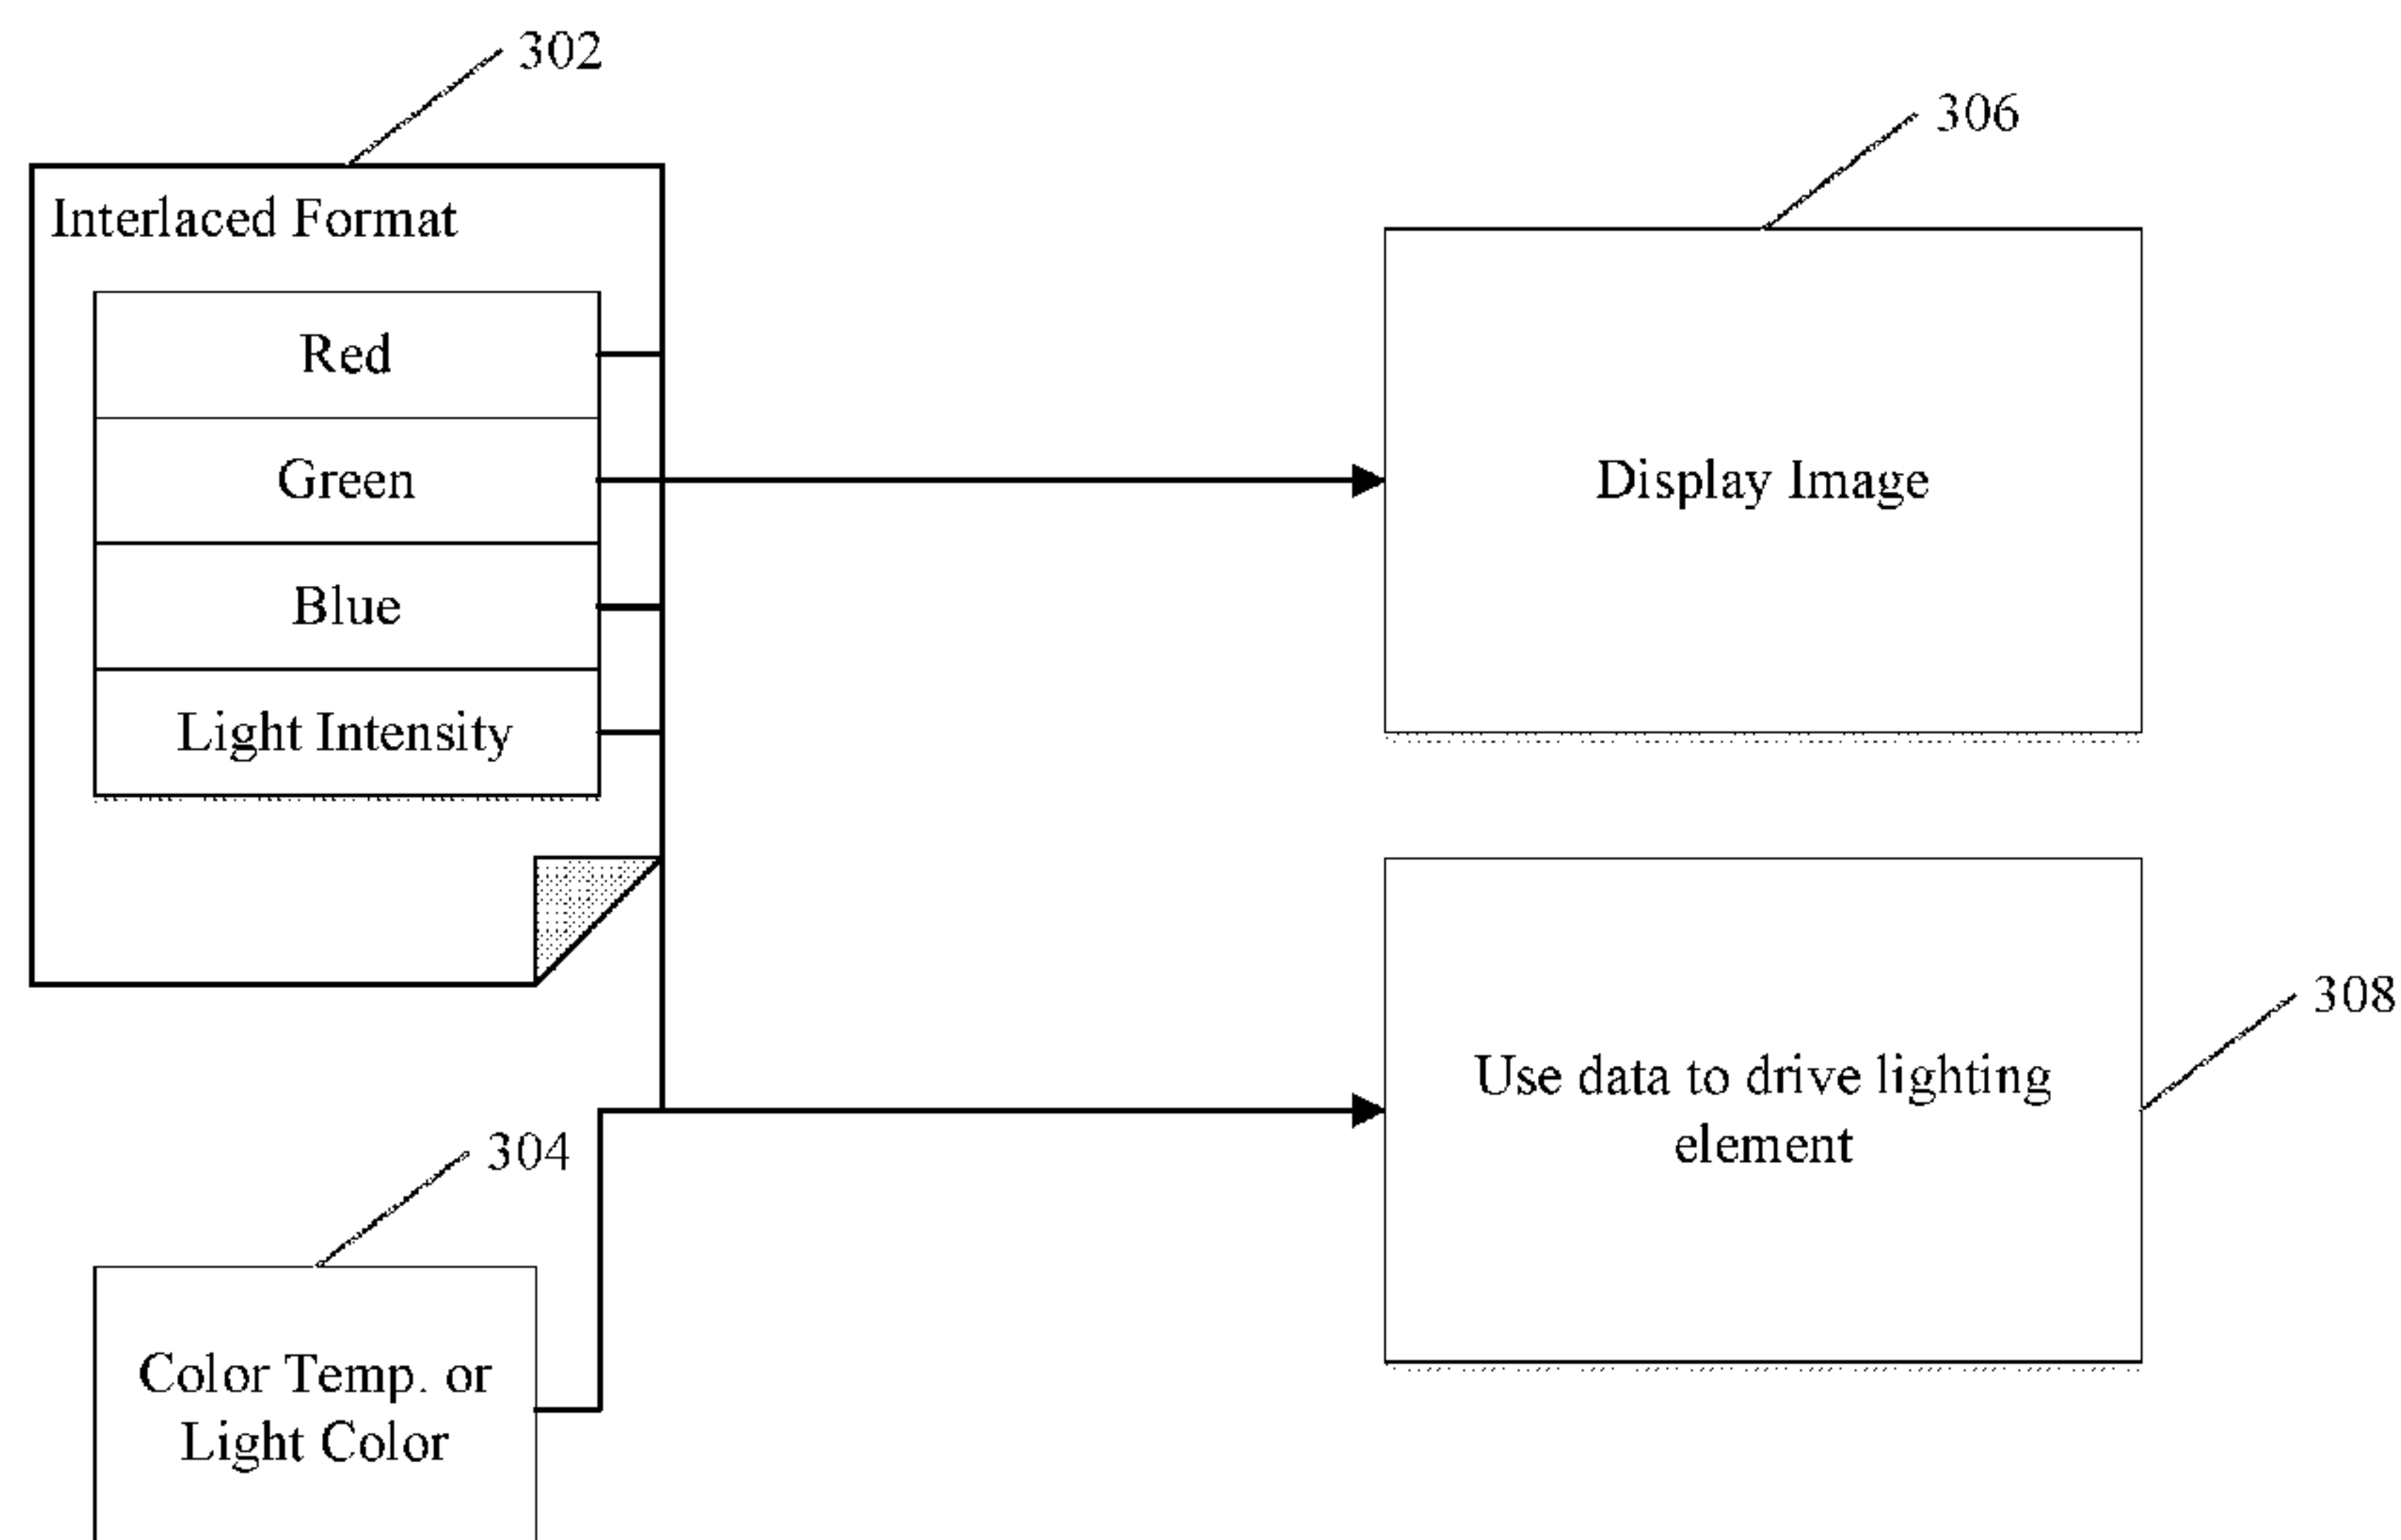 302
306
Interlaced Format
Red
Green
Display Image
Blue
Light Intensity
308
Use data to drive lighting
element
304
Color Temp. or
Light Color